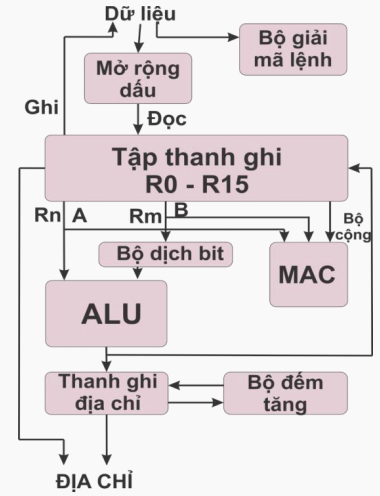 Dữ liệu
Bộ giải
mã lệnh
Mở rộng
dấu
Ghi
Đọc
Tập thanh ghi
R0 - R15
Rn
A
Rm
B
Bộ
cộng
Bộ dịch bit
MAC
ALU
Thanh ghi
địa chỉ
Bộ đếm
tăng
ĐỊA CHỈ